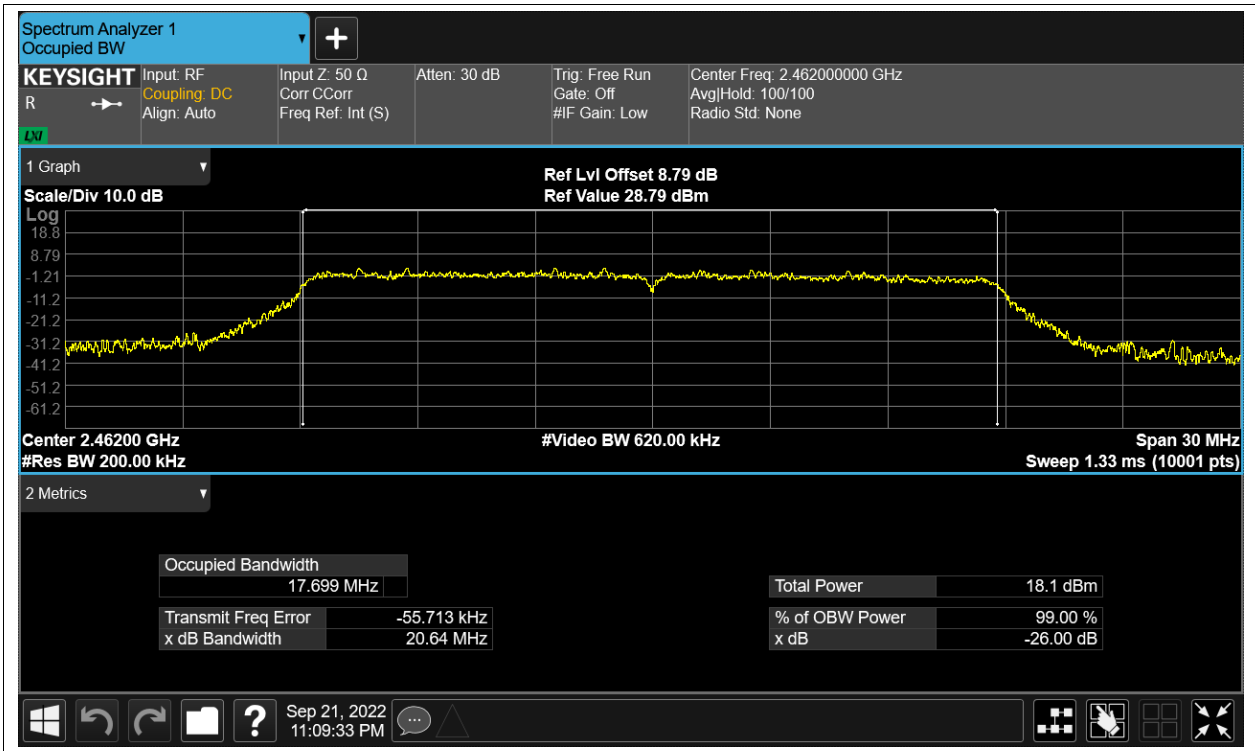 Spectrum Analyzer 1
Occupied BW
KEYSIGHT
R
LXI
Input: RF
Coupling: DC
Align: Auto
Input Z: 50 Ω
Corr CCorr
Freq Ref: Int (S)
Atten: 30 dB
Trig: Free Run
Gate: Off
#IF Gain: Low
Center Freq: 2.462000000 GHz
Avg|Hold: 100/100
Radio Std: None
1 Graph
Scale/Div 10.0 dB
Ref Lvl Offset 8.79 dB
Ref Value 28.79 dBm
Log
18.8
8.79
-1.21
-11.2
-21.2
-31.2
-41.2
-51.2
-61.2
Center 2.46200 GHz
#Res BW 200.00 kHz
#Video BW 620.00 kHz
Span 30 MHz
Sweep 1.33 ms (10001 pts)
2 Metrics
Occupied Bandwidth
17.699 MHz
Transmit Freq Error -55.713 kHz
x dB Bandwidth 20.64 MHz
Total Power 18.1 dBm
% of OBW Power 99.00 %
x dB -26.00 dB
?
Sep 21, 2022
11:09:33 PM